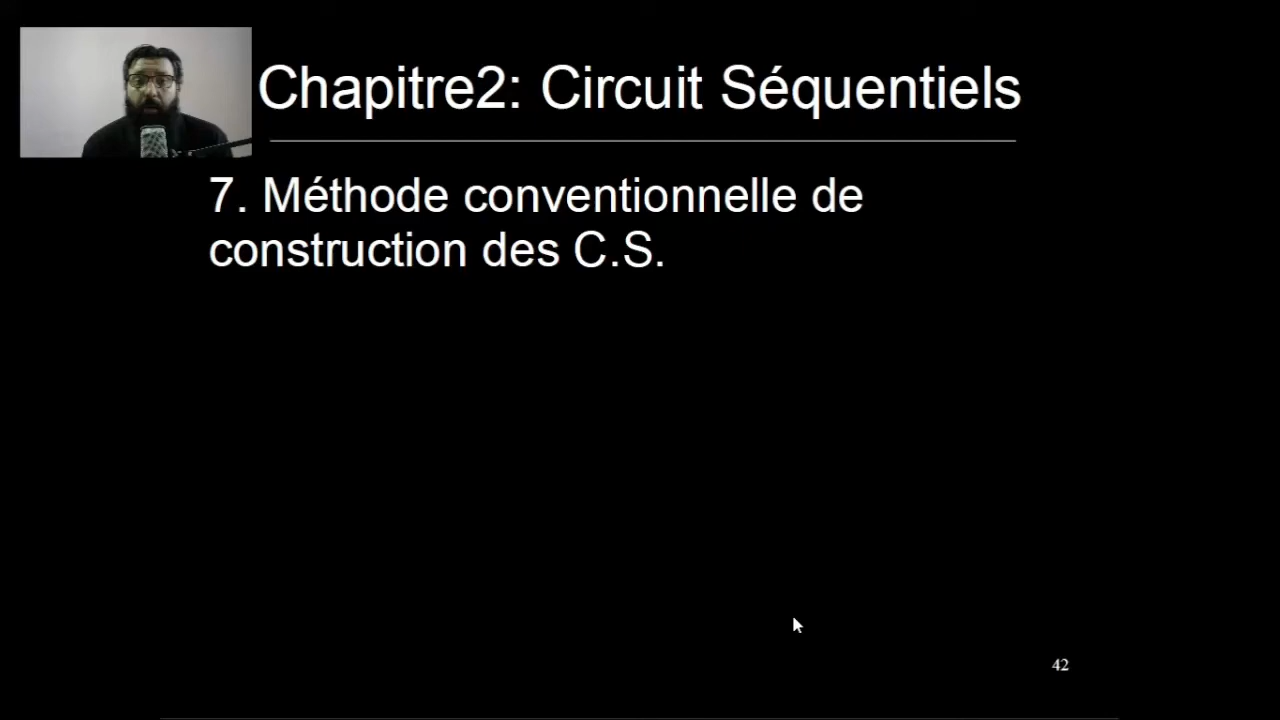 Chapitre2: Circuit Séquentiels
7. Méthode conventionnelle de
construction des C.S.
42